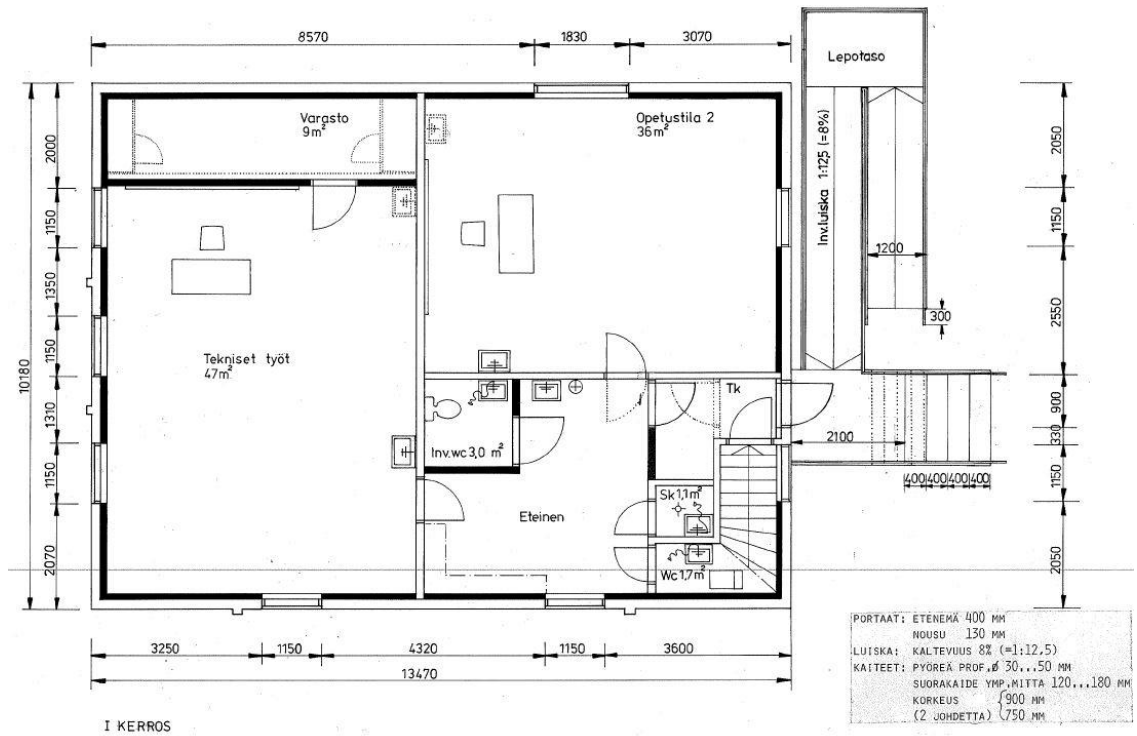 8570
1830
3070
Lepotaso
Varasto
9m²
Opetustila 2
36m²
Inv.luiska 1:12,5 (=8%)
1200
300
10180
2000
1150
1350
1150
1310
1150
2070
2050
1150
2550
900
330
1150
2050
Tekniset työt
47m²
Tk
2100
Inv.wc 3,0 m²
400 400 400 400
Sk 1,1m²
Eteinen
Wc 1,7m²
3250
1150
4320
1150
3600
13470
PORTAAT: ETENEMÄ 400 MM
NOUSU 130 MM
LUISKA: KALTEVUUS 8% (=1:12,5)
KAITEET: PYÖREÄ PROF.Ø 30...50 MM
SUORAKAIDE YMP.MITTA 120...180 MM
KORKEUS {900 MM
(2 JOHDETTA) 750 MM
I KERROS